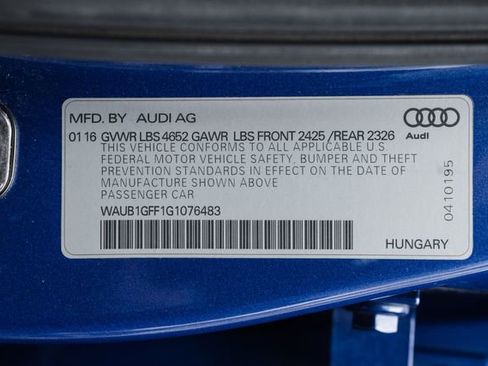 MFD. BY AUDI AG
01 16 GVWR LBS 4652 GAWR LBS FRONT 2425 /REAR 2326
THIS VEHICLE CONFORMS TO ALL APPLICABLE U.S.
FEDERAL MOTOR VEHICLE SAFETY, BUMPER AND THEFT
PREVENTION STANDARDS IN EFFECT ON THE DATE OF
MANUFACTURE SHOWN ABOVE
PASSENGER CAR
WAUB1GFF1G1076483
Audi
0410195
HUNGARY